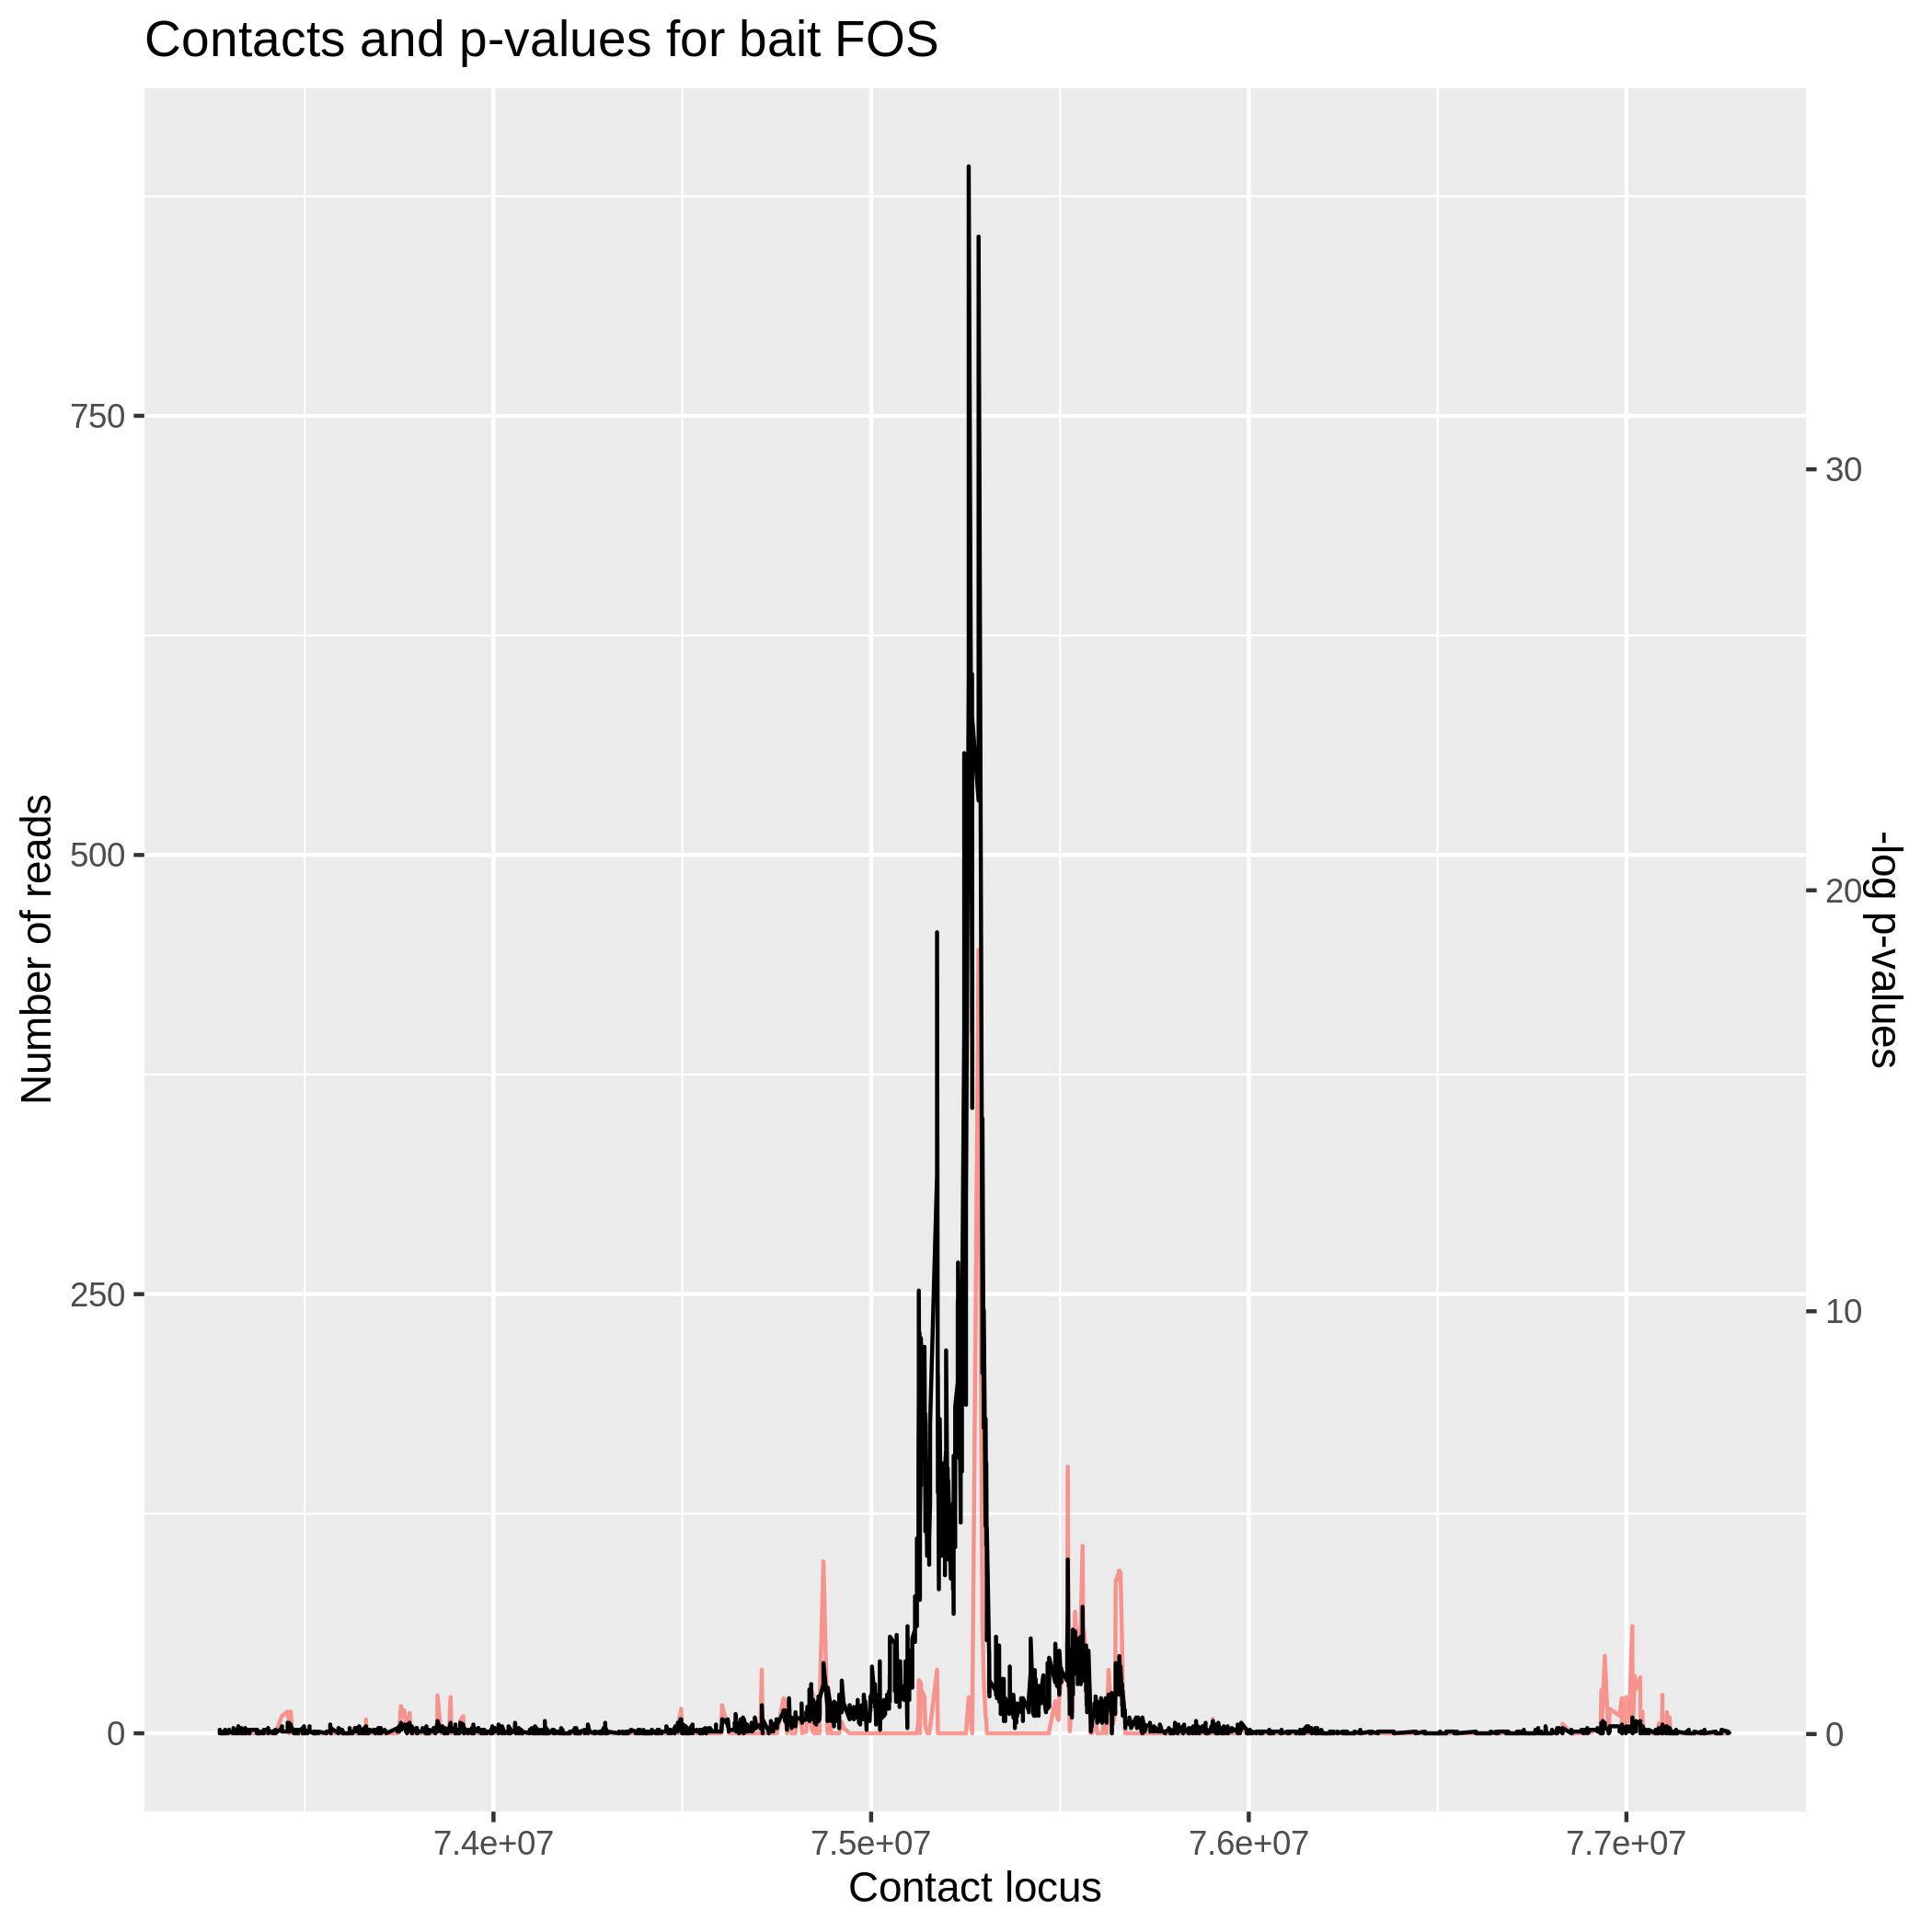 Contacts and p-values for bait FOS
Number of reads
750
500
250
0
30
20
10
0
-log p-values
7.4e+07 7.5e+07 7.6e+07 7.7e+07
Contact locus